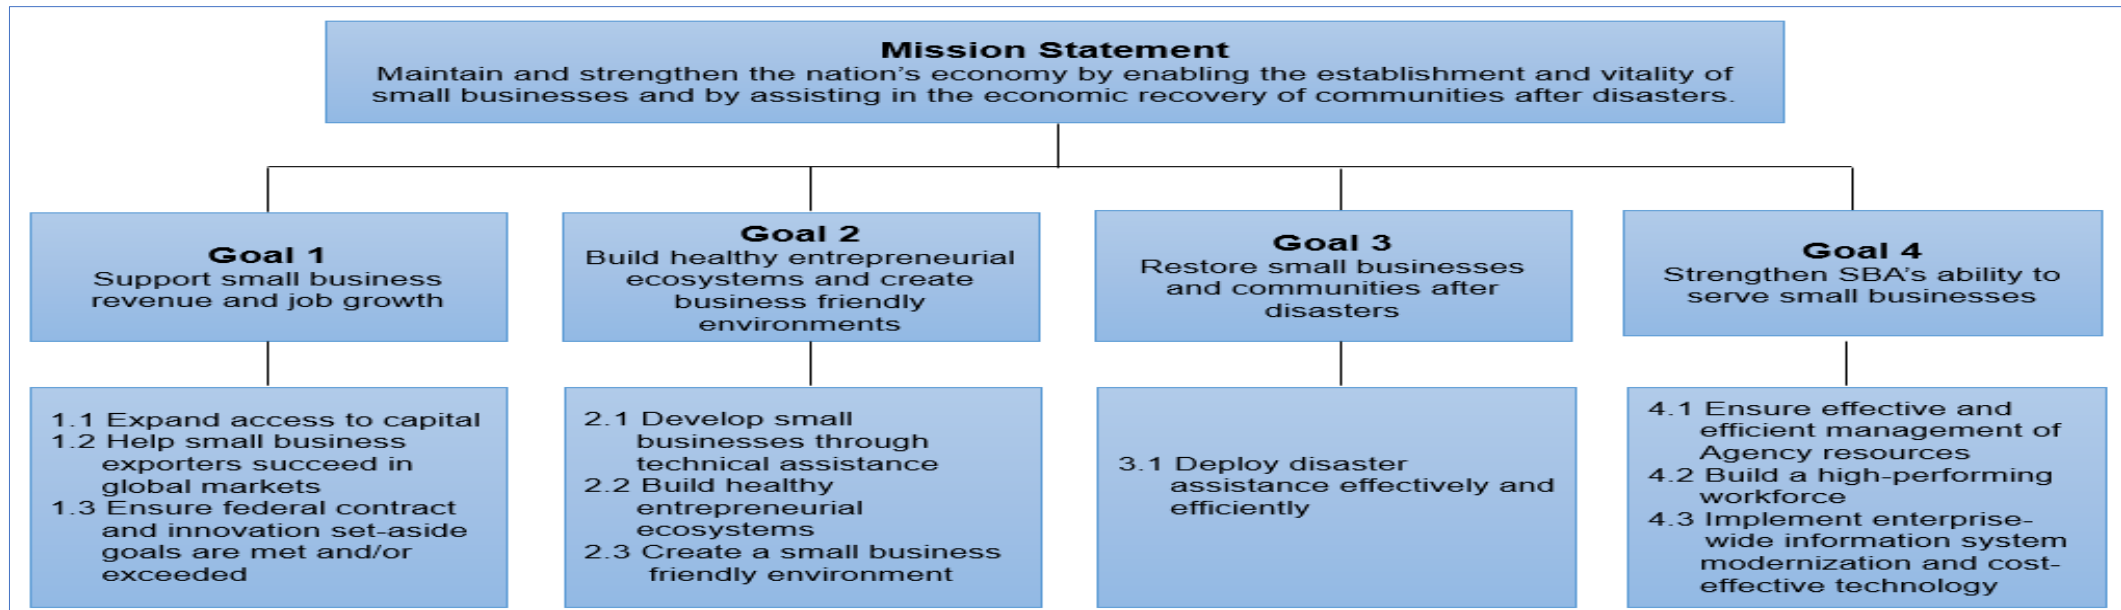 Mission Statement
Maintain and strengthen the nation's economy by enabling the establishment and vitality of
small businesses and by assisting in the economic recovery of communities after disasters.
Goal 1
Support small business
revenue and job growth
Goal 2
Build healthy entrepreneurial
ecosystems and create
business friendly
environments
Goal 3
Restore small businesses
and communities after
disasters
Goal 4
Strengthen SBA's ability to
serve small businesses
1.1 Expand access to capital
1.2 Help small business
exporters succeed in
global markets
1.3 Ensure federal contract
and innovation set-aside
goals are met and/or
exceeded
2.1 Develop small
businesses through
technical assistance
2.2 Build healthy
entrepreneurial
ecosystems
2.3 Create a small business
friendly environment
3.1 Deploy disaster
assistance effectively and
efficiently
4.1 Ensure effective and
efficient management of
Agency resources
4.2 Build a high-performing
workforce
4.3 Implement enterprise-
wide information system
modernization and cost-
effective technology